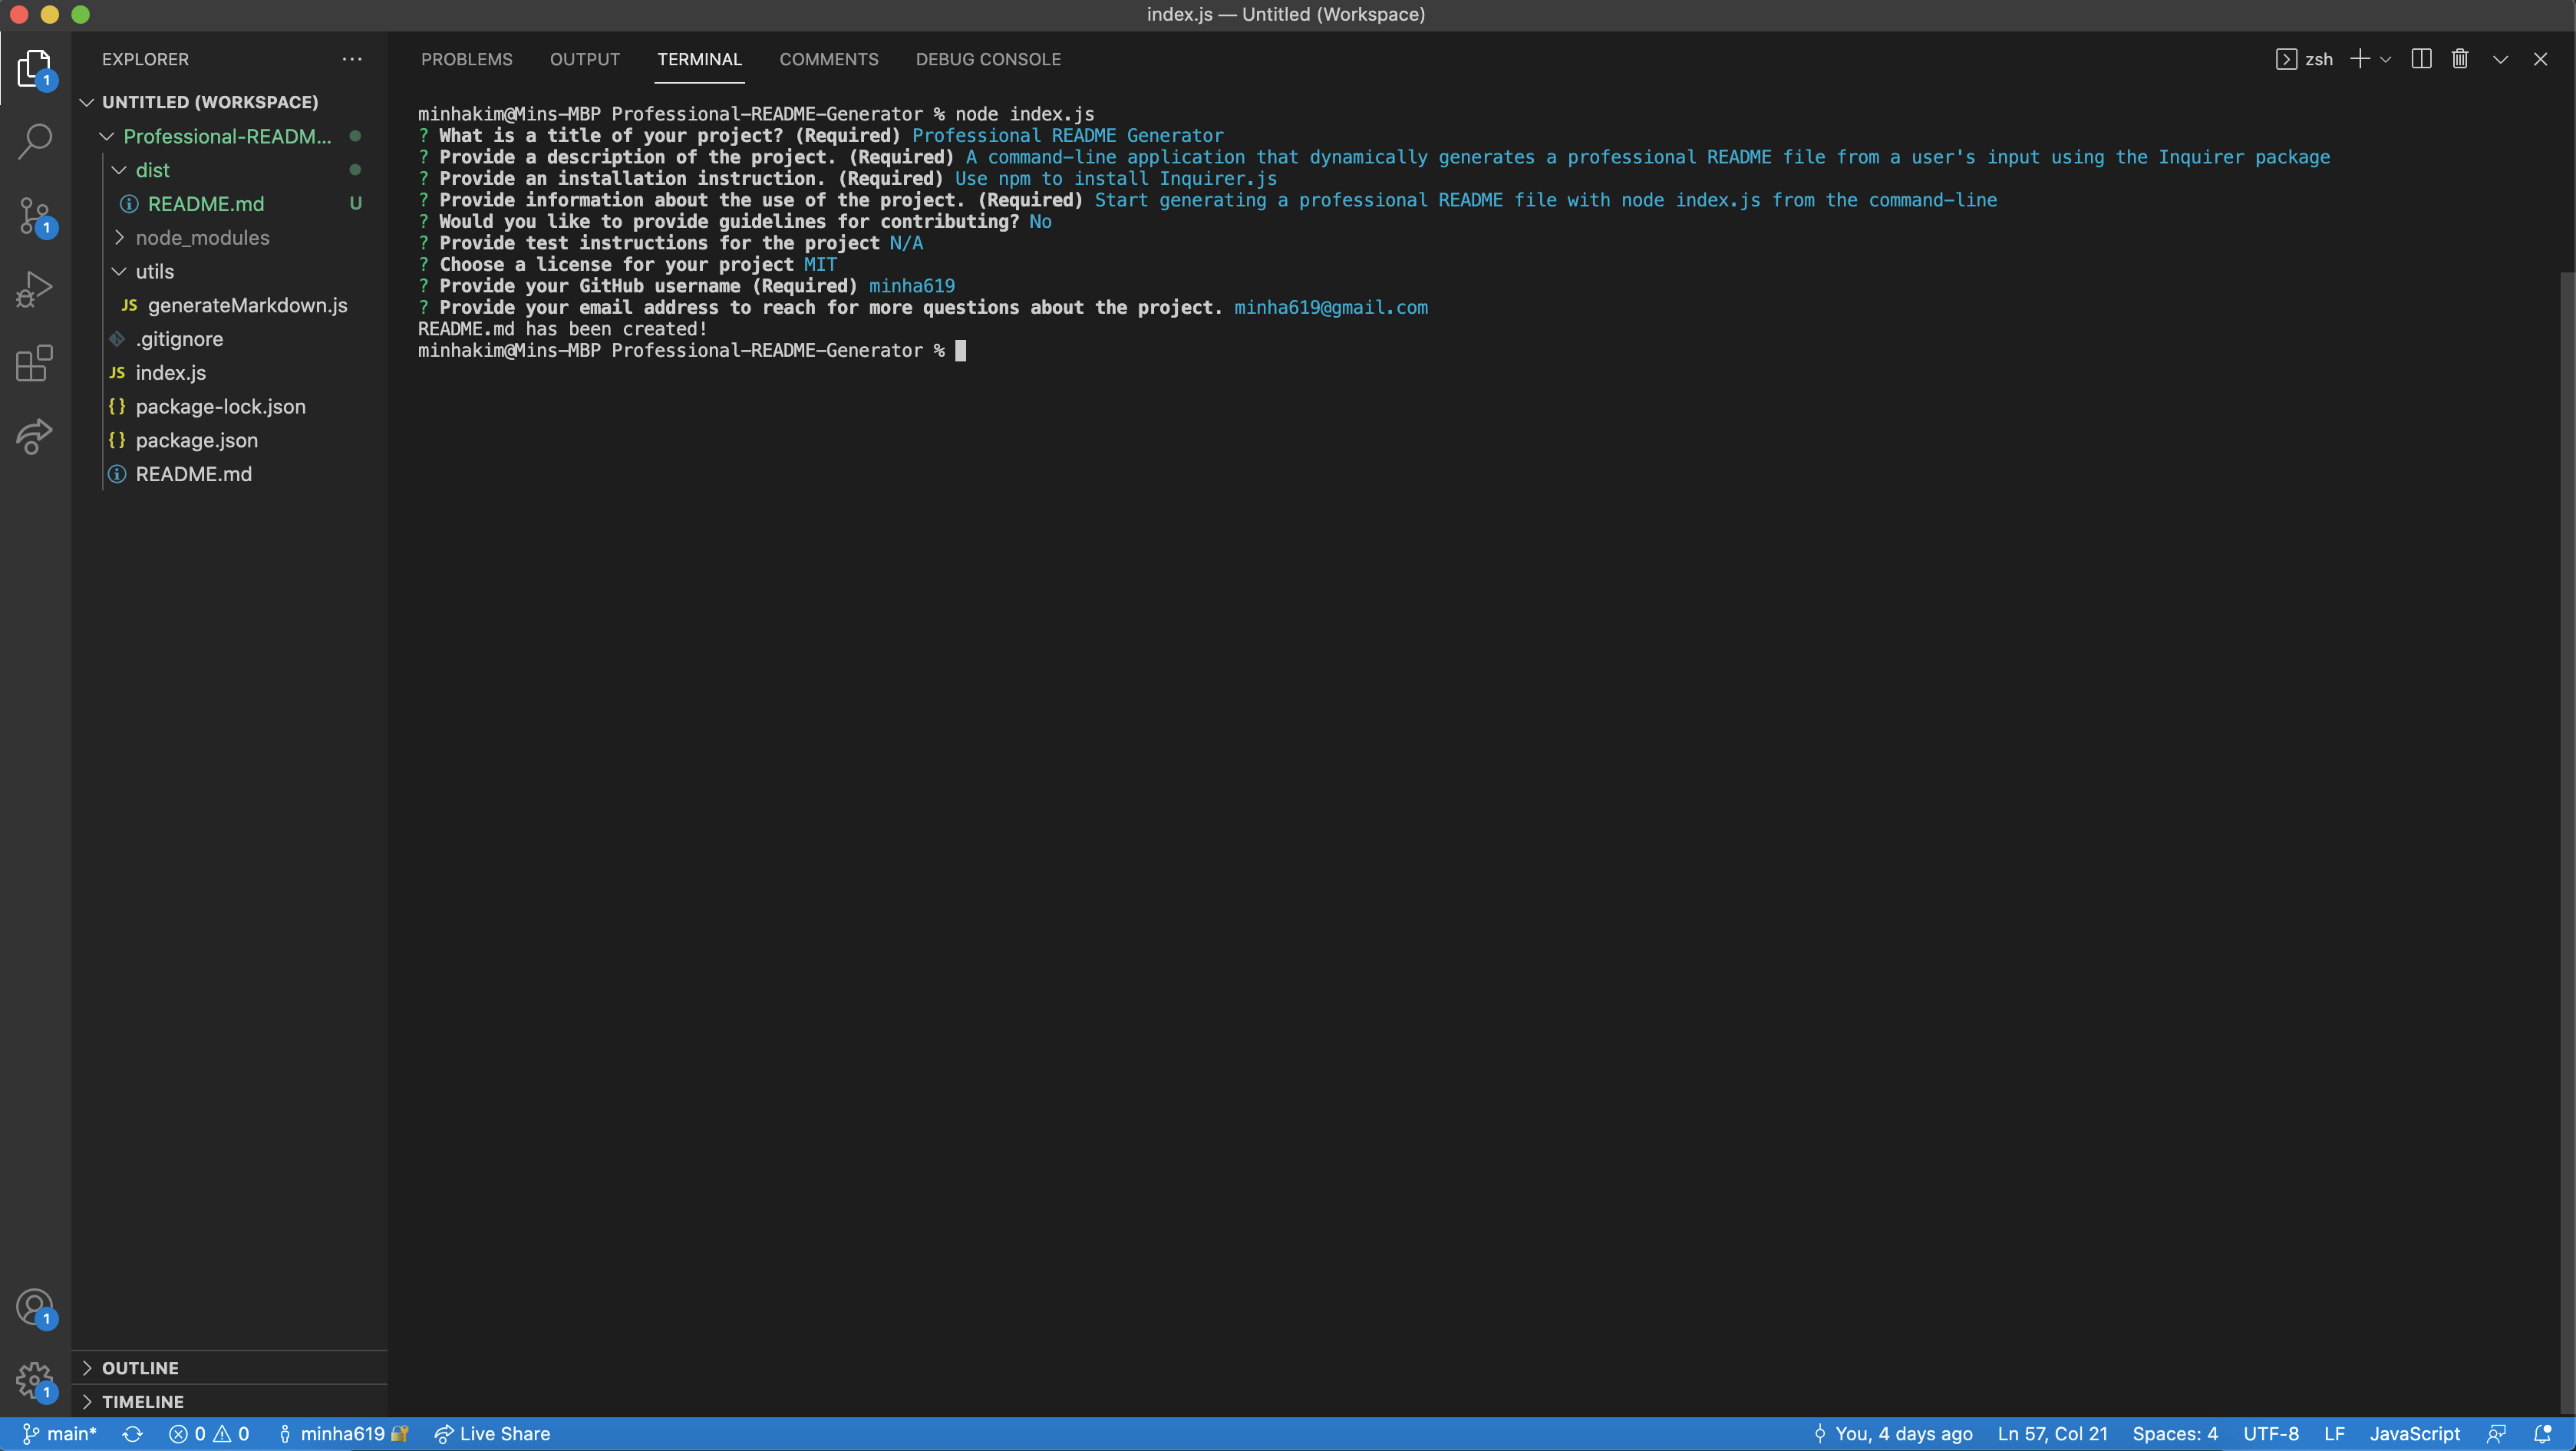 index.js — Untitled (Workspace)
EXPLORER
PROBLEMS OUTPUT TERMINAL COMMENTS DEBUG CONSOLE
zsh
1
UNTITLED (WORKSPACE)
Professional-READM...
dist
README.md U
node_modules
utils
JS generateMarkdown.js
.gitignore
JS index.js
{} package-lock.json
{} package.json
README.md
1
minhakim@Mins-MBP Professional-README-Generator % node index.js
? What is a title of your project? (Required) Professional README Generator
? Provide a description of the project. (Required) A command-line application that dynamically generates a professional README file from a user's input using the Inquirer package
? Provide an installation instruction. (Required) Use npm to install Inquirer.js
? Provide information about the use of the project. (Required) Start generating a professional README file with node index.js from the command-line
? Would you like to provide guidelines for contributing? No
? Provide test instructions for the project N/A
? Choose a license for your project MIT
? Provide your GitHub username (Required) minha619
? Provide your email address to reach for more questions about the project. minha619@gmail.com
README.md has been created!
minhakim@Mins-MBP Professional-README-Generator %
1
1
OUTLINE
TIMELINE
main* 0 0 minha619 Live Share
You, 4 days ago Ln 57, Col 21 Spaces: 4 UTF-8 LF JavaScript